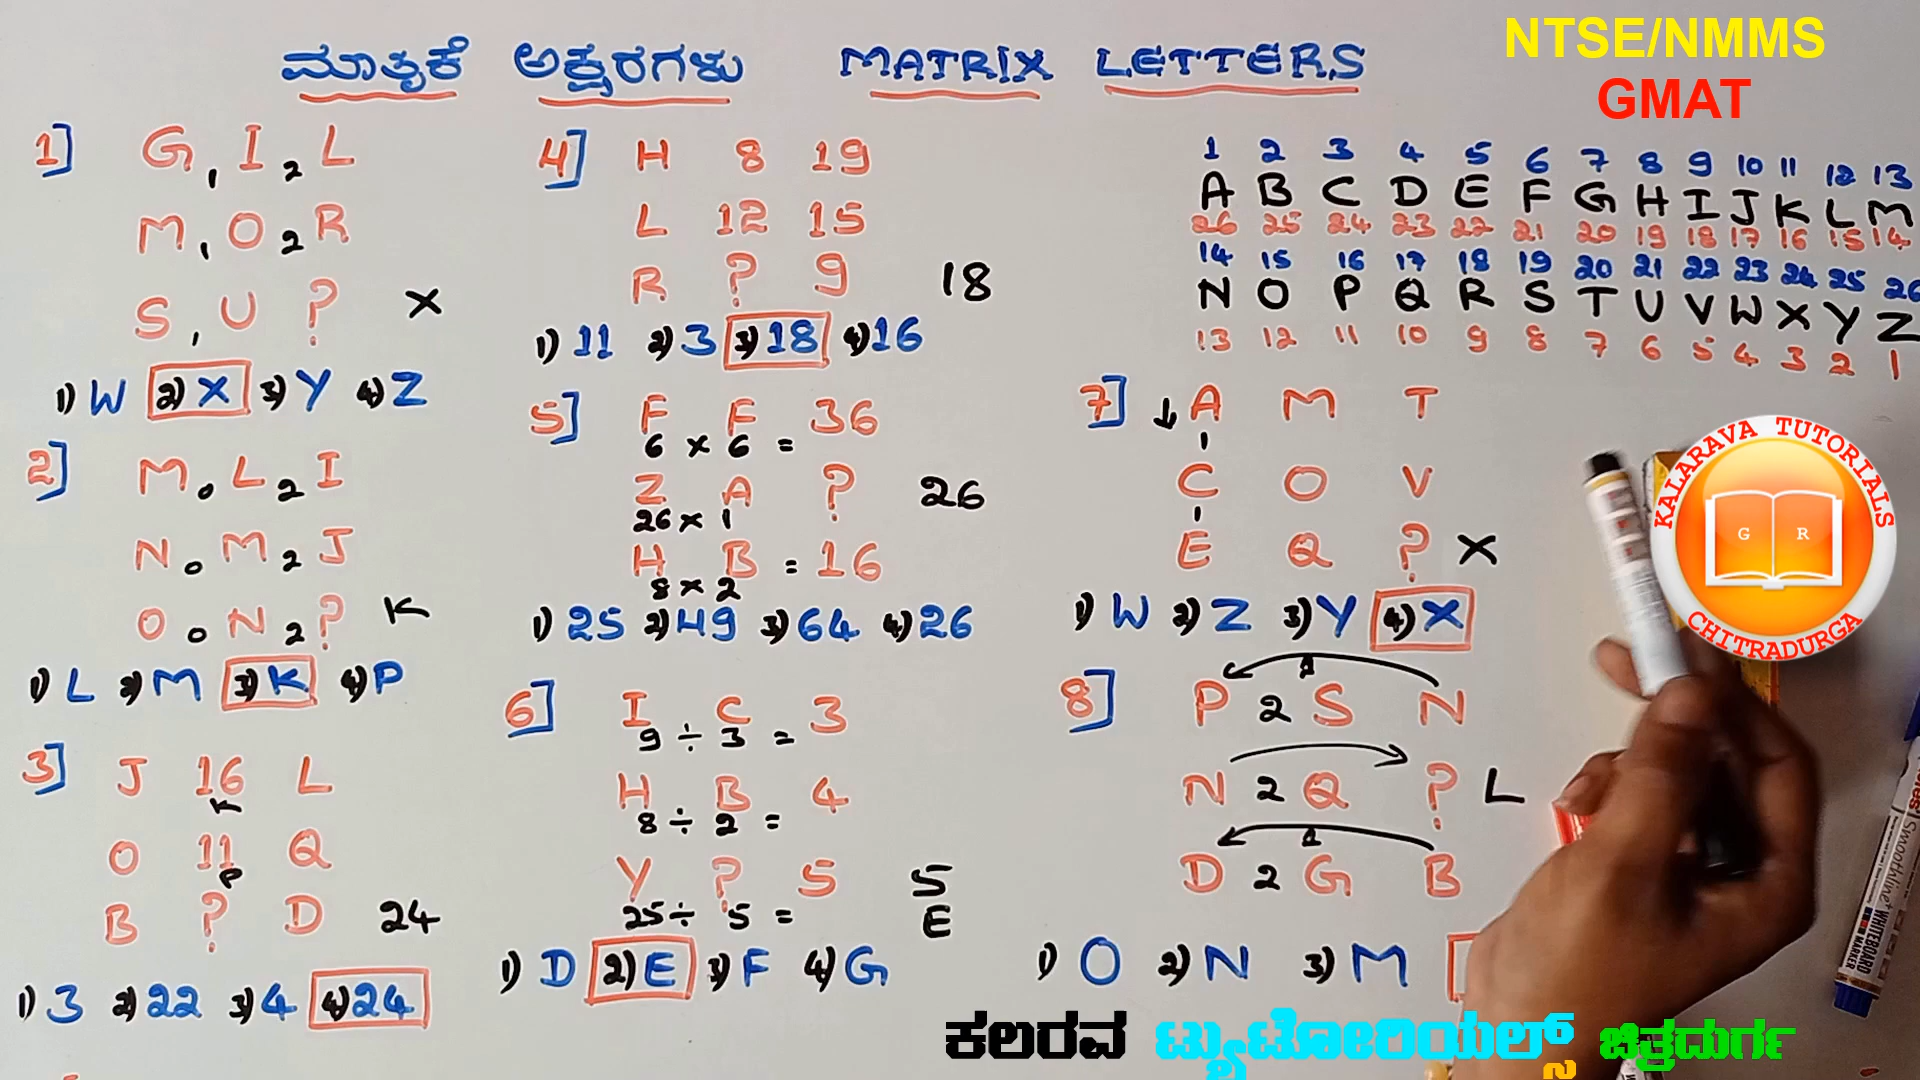 ಮಾತೃಕೆ ಅಕ್ಷರಗಳು MATRIX LETTERS
NTSE/NMMS
GMAT
1] G , 1 I 2 L
M , 1 O 2 R
S , U ? X
1) W 2) X 3) Y 4) Z
2] M 0 L 2 I
N 0 M 2 J
O 0 N 2 ? K
1) L 2) M 3) K 4) P
3] J 16 L
K
O 11 Q
P
B ? D 24
1) 3 2) 22 3) 4 4) 24
4] H 8 19
L 12 15
R ? 9 18
1) 11 2) 3 3) 18 4) 16
5] F F 36
6 × 6 =
Z A ? 26
26 × 1
H B = 16
8 × 2
1) 25 2) 49 3) 64 4) 26
6] I C 3
9 ÷ 3 =
H B 4
8 ÷ 2 =
Y ? 5 5
25 ÷ 5 = E
1) D 2) E 3) F 4) G
1 2 3 4 5 6 7 8 9 10 11 12 13
A B C D E F G H I J K L M
26 25 24 23 22 21 20 19 18 17 16 15 14
14 15 16 17 18 19 20 21 22 23 24 25 26
N O P Q R S T U V W X Y Z
13 12 11 10 9 8 7 6 5 4 3 2 1
7] A M T
C O V
E Q ? X
1) W 2) Z 3) Y 4) X
8] P 2 S N
1
N 2 Q ? L
1
D 2 G B
1) O 2) N 3) M
KALARAVA TUTORIALS
G R
CHITRADURGA
Smoothline+
WHITEBOARD
MARKER
ಕಲರವ ಟ್ಯುಟೋರಿಯಲ್ಸ್ ಚಿತ್ರದುರ್ಗ